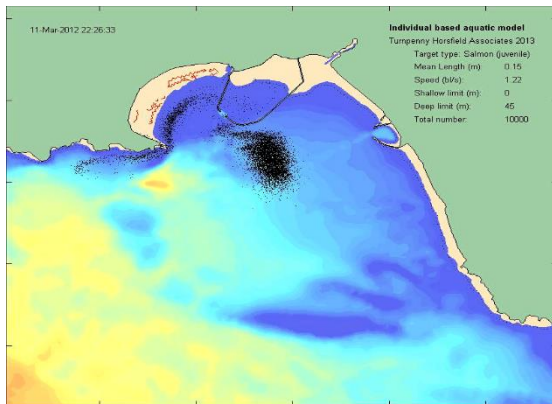 11-Mar-2012 22:26:33
Individual based aquatic model
Turnpenny Horsfield Associates 2013
Target type: Salmon (juvenile)
Mean Length (m): 0.15
Speed (bl/s): 1.22
Shallow limit (m): 0
Deep limit (m): 45
Total number: 10000